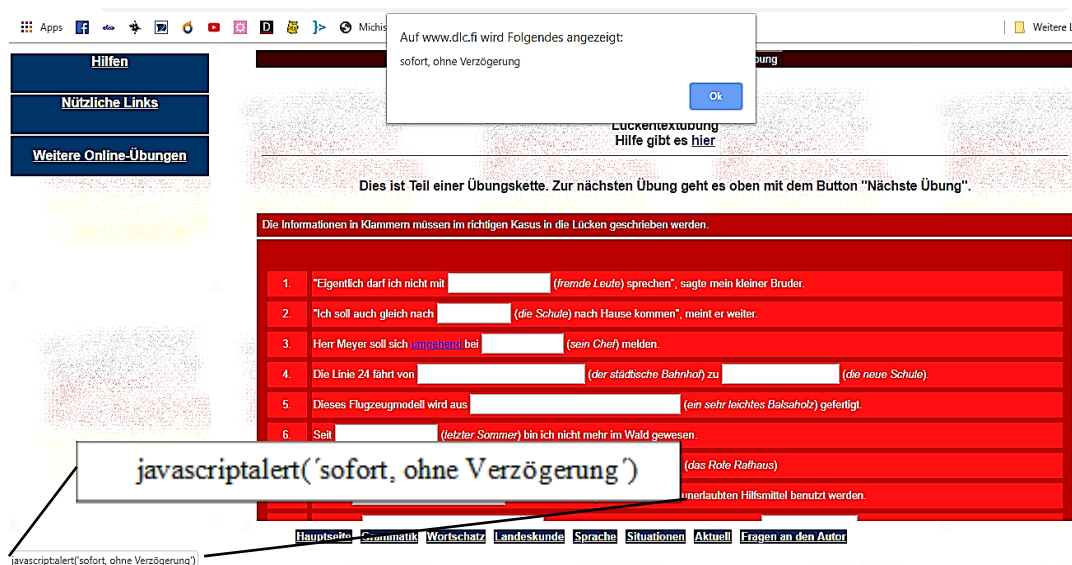 Apps
Michis
Weitere L
Auf www.dlc.fi wird Folgendes angezeigt:
sofort, ohne Verzögerung
Ok
Hilfen
Nützliche Links
Weitere Online-Übungen
bung
Lückentextübung
Hilfe gibt es hier
Dies ist Teil einer Übungskette. Zur nächsten Übung geht es oben mit dem Button "Nächste Übung".
Die Informationen in Klammern müssen im richtigen Kasus in die Lücken geschrieben werden.
1. "Eigentlich darf ich nicht mit (fremde Leute) sprechen", sagte mein kleiner Bruder.
2. "Ich soll auch gleich nach (die Schule) nach Hause kommen", meint er weiter.
3. Herr Meyer soll sich umgehend bei (sein Chef) melden.
4. Die Linie 24 fährt von (der städtische Bahnhof) zu (die neue Schule).
5. Dieses Flugzeugmodell wird aus (ein sehr leichtes Balsaholz) gefertigt.
6. Seit (letzter Sommer) bin ich nicht mehr im Wald gewesen.
(das Rote Rathaus)
unerlaubten Hilfsmittel benutzt werden.
javascriptalert(´sofort, ohne Verzögerung´)
Hauptseite Grammatik Wortschatz Landeskunde Sprache Situationen Aktuell Fragen an den Autor
javascript:alert('sofort, ohne Verzögerung')